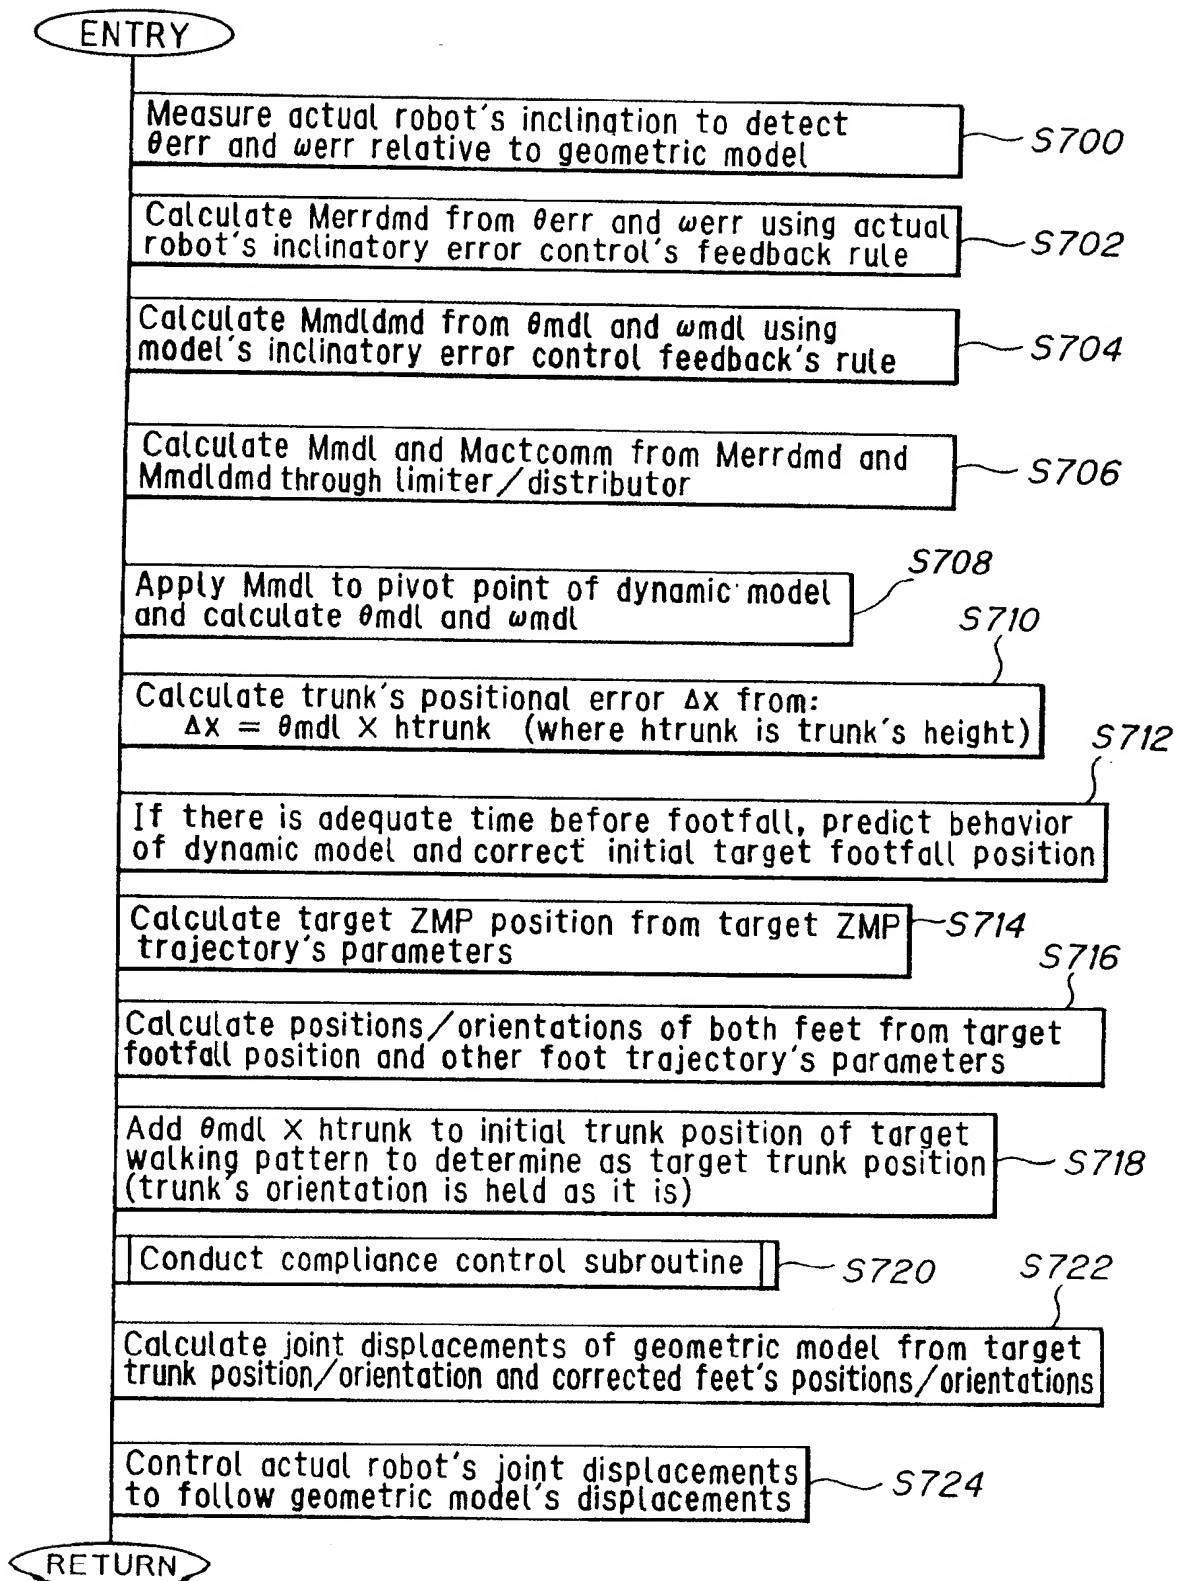 ENTRY
Measure actual robot's inclination to detect
θerr and ωerr relative to geometric model
S700
Calculate Merrdmd from θerr and ωerr using actual
robot's inclinatory error control's feedback rule
S702
Calculate Mmdldmd from θmdl and ωmdl using
model's inclinatory error control feedback's rule
S704
Calculate Mmdl and Mactcomm from Merrdmd and
Mmdldmd through limiter/distributor
S706
S708
Apply Mmdl to pivot point of dynamic model
and calculate θmdl and ωmdl
S710
Calculate trunk's positional error Δx from:
Δx = θmdl X htrunk (where htrunk is trunk's height)
S712
If there is adequate time before footfall, predict behavior
of dynamic model and correct initial target footfall position
Calculate target ZMP position from target ZMP
trajectory's parameters
S714
S716
Calculate positions/orientations of both feet from target
footfall position and other foot trajectory's parameters
Add θmdl X htrunk to initial trunk position of target
walking pattern to determine as target trunk position
(trunk's orientation is held as it is)
S718
Conduct compliance control subroutine
S720
S722
Calculate joint displacements of geometric model from target
trunk position/orientation and corrected feet's positions/orientations
Control actual robot's joint displacements
to follow geometric model's displacements
S724
RETURN